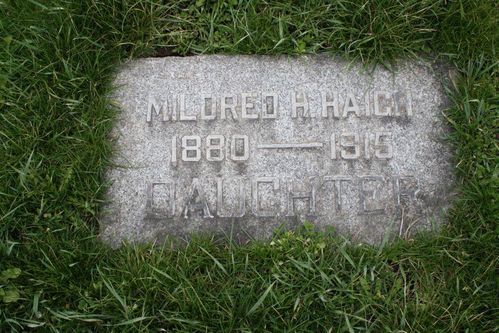 MILDRED H. HAIGH
1880 — 1915
DAUGHTER